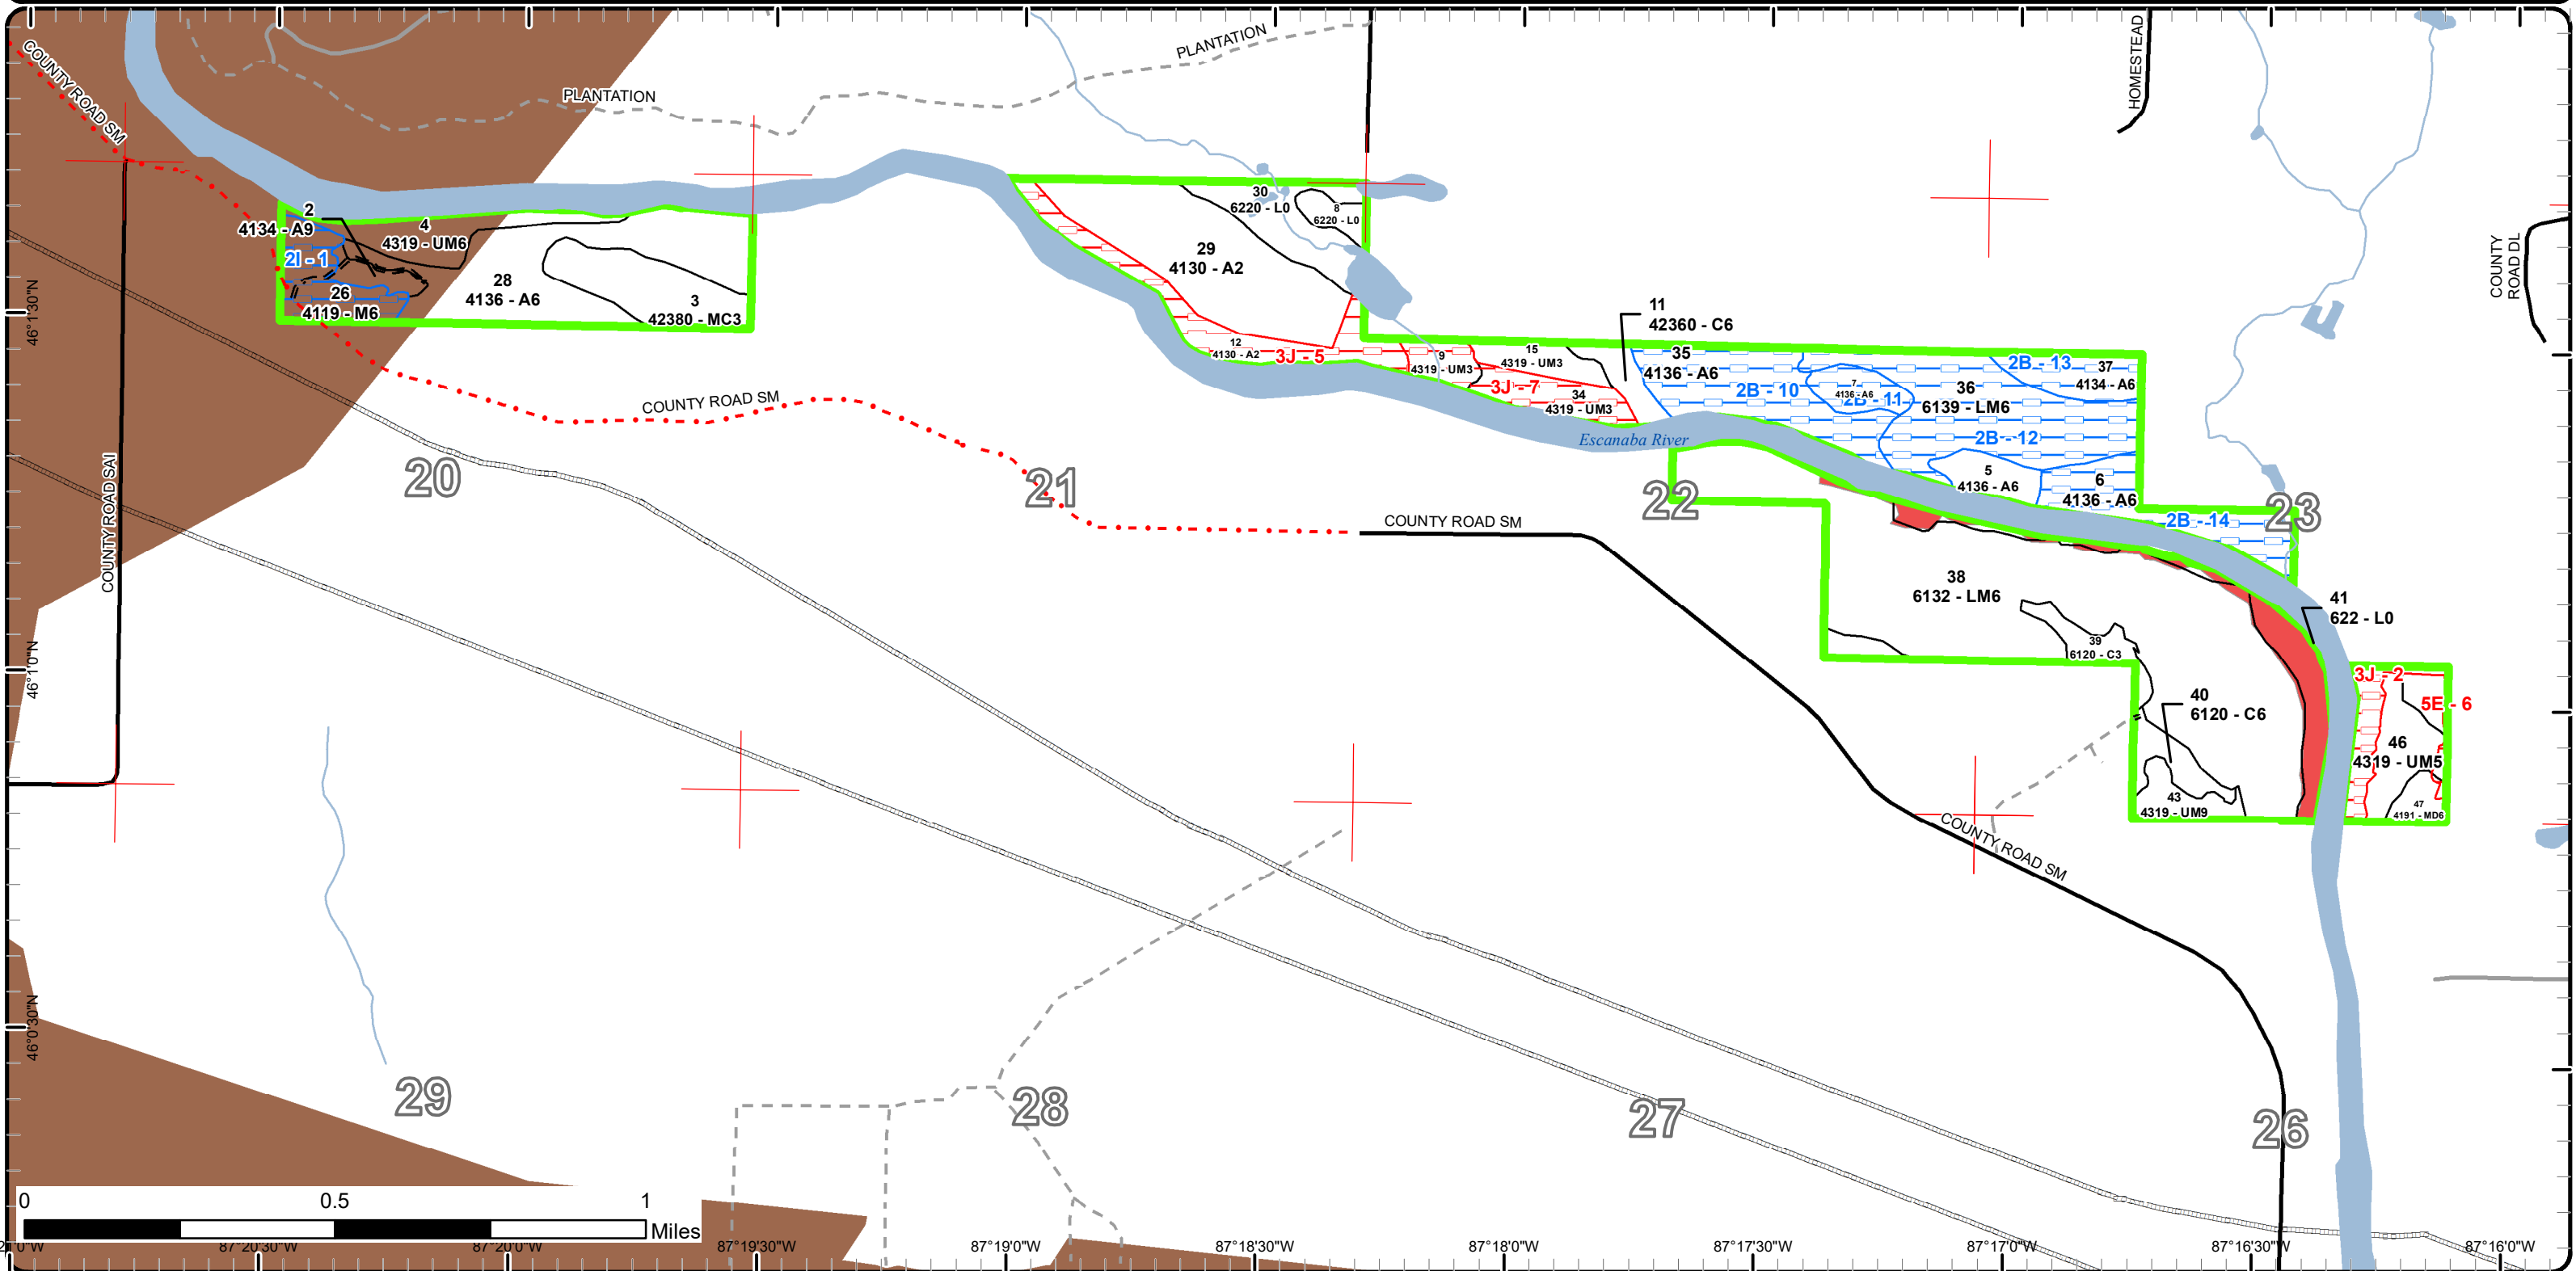 COUNTY ROAD SM
PLANTATION
PLANTATION
HOMESTEAD
COUNTY
ROAD DL
2
4134 - A9
4
4319 - UM6
2I - 1
26
4119 - M6
28
4136 - A6
3
42380 - MC3
30
6220 - L0
8
6220 - L0
29
4130 - A2
12
4130 - A2
3J - 5
9
4319 - UM3
15
4319 - UM3
3J - 7
34
4319 - UM3
11
42360 - C6
35
4136 - A6
2B - 10
7
4136 - A6
2B - 11
36
6139 - LM6
2B - 13
37
4134 - A6
2B - 12
5
4136 - A6
6
4136 - A6
2B - 14
Escanaba River
COUNTY ROAD SM
COUNTY ROAD SAI
20
21
22
23
COUNTY ROAD SM
38
6132 - LM6
39
6120 - C3
41
622 - L0
40
6120 - C6
43
4319 - UM9
3J - 2
5E - 6
46
4319 - UM5
47
4191 - MD6
COUNTY ROAD SM
29
28
27
26
46°1'30"N
46°1'0"N
46°0'30"N
0 0.5 1
Miles
87°20'30"W 87°20'0"W 87°19'30"W 87°19'0"W 87°18'30"W 87°18'0"W 87°17'30"W 87°17'0"W 87°16'30"W 87°16'0"W